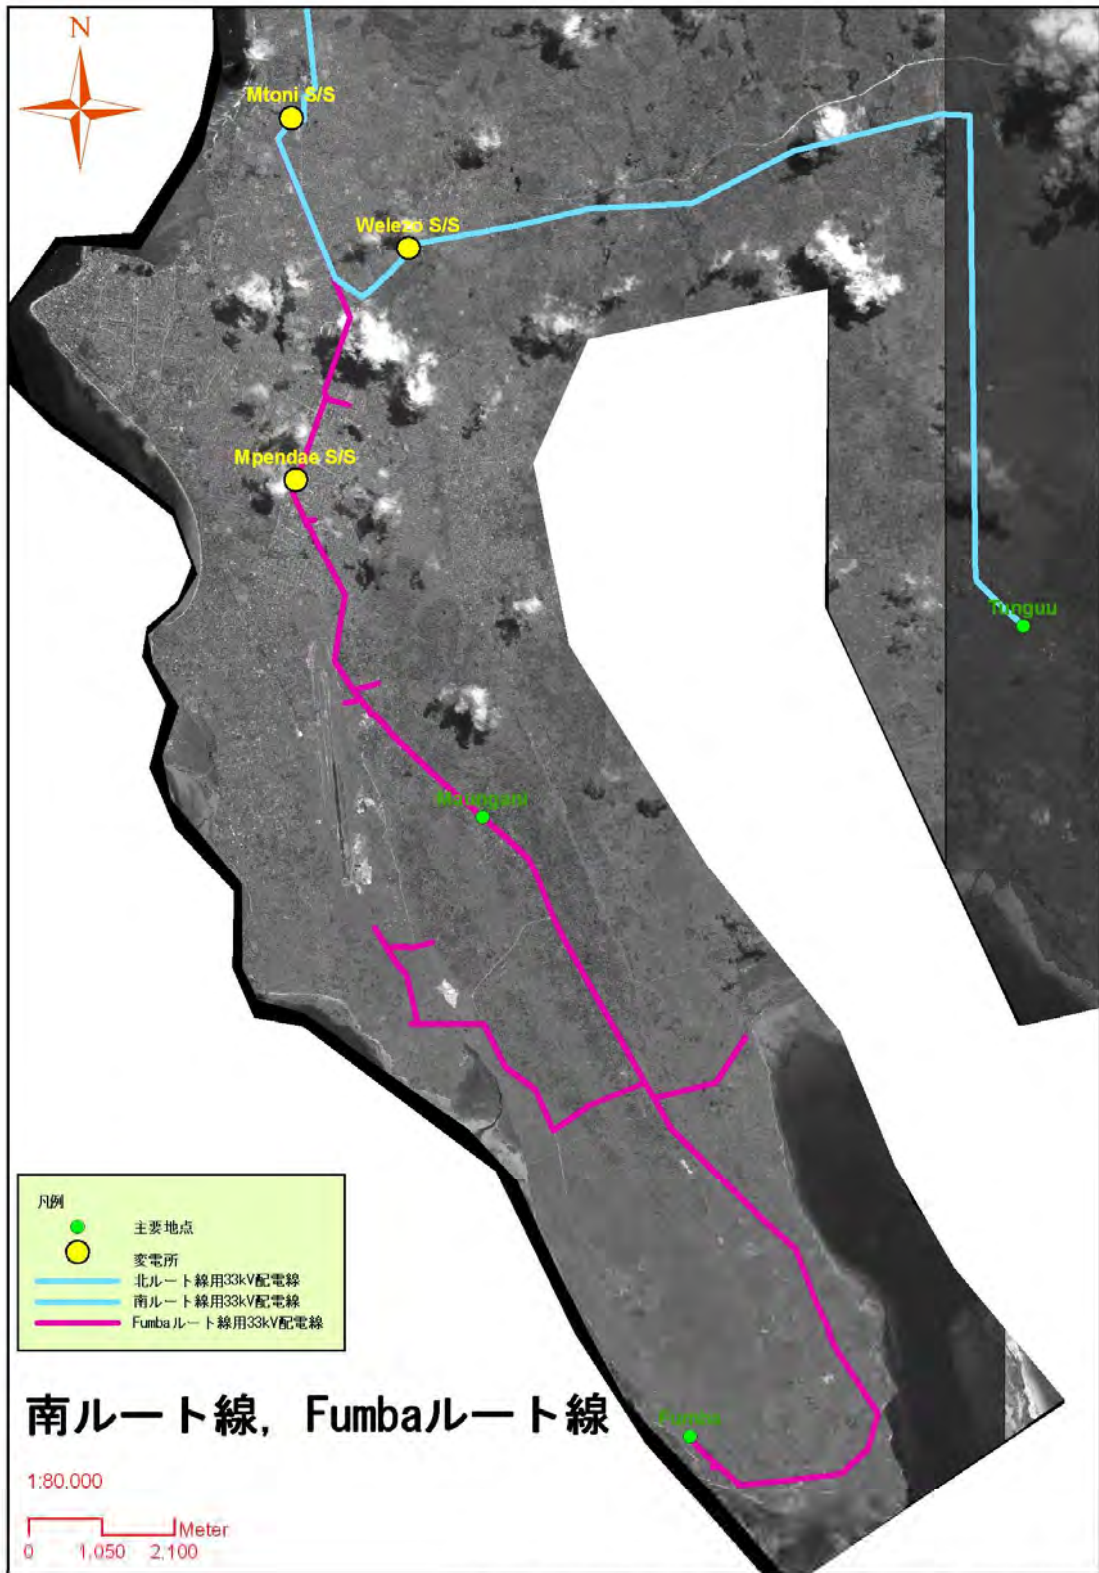 N
Mtoni S/S
Welezo S/S
Mpendae S/S
Tunguu
Maungani
凡例
主要地点
変電所
北ルート線用33kV配電線
南ルート線用33kV配電線
Fumbaルート線用33kV配電線
南ルート線, Fumbaルート線
Fumba
1:80.000
Meter
0 1.050 2.100